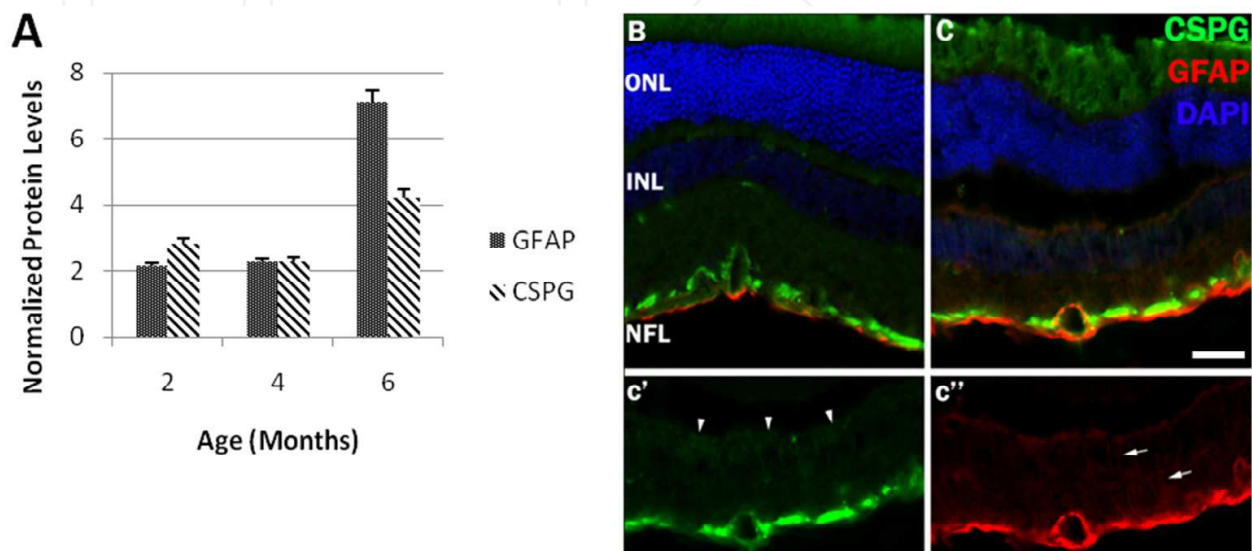 A
8
6
4
2
0
Normalized Protein Levels
2 4 6
Age (Months)
GFAP
CSPG
B
ONL
INL
NFL
C
CSPG
GFAP
DAPI
c'
c''